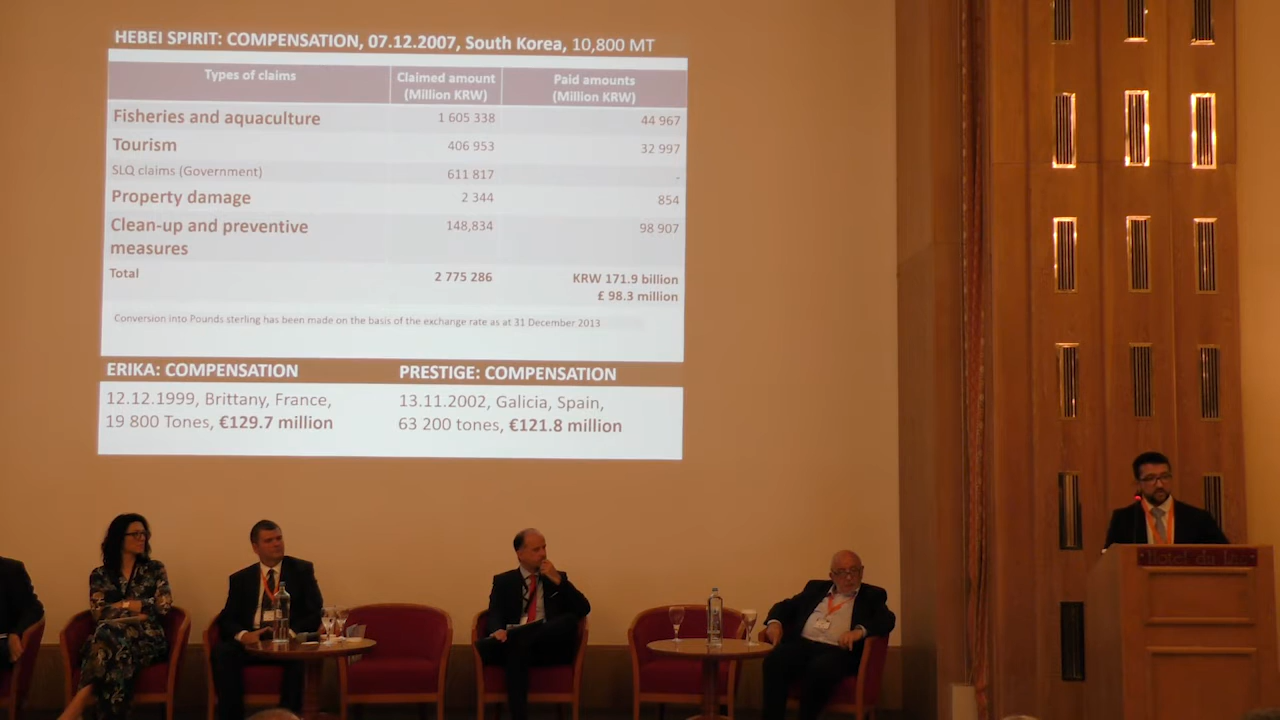 HEBEI SPIRIT: COMPENSATION, 07.12.2007, South Korea, 10,800 MT
Types of claims Claimed amount (Million KRW) Paid amounts (Million KRW)
Fisheries and aquaculture 1 605 338 44 967
Tourism 406 953 32 997
SLQ claims (Government) 611 817 -
Property damage 2 344 854
Clean-up and preventive measures 148,834 98 907
Total 2 775 286 KRW 171.9 billion
£ 98.3 million
Conversion into Pounds sterling has been made on the basis of the exchange rate as at 31 December 2013
ERIKA: COMPENSATION
12.12.1999, Brittany, France,
19 800 Tones, €129.7 million
PRESTIGE: COMPENSATION
13.11.2002, Galicia, Spain,
63 200 tones, €121.8 million
Hotel du